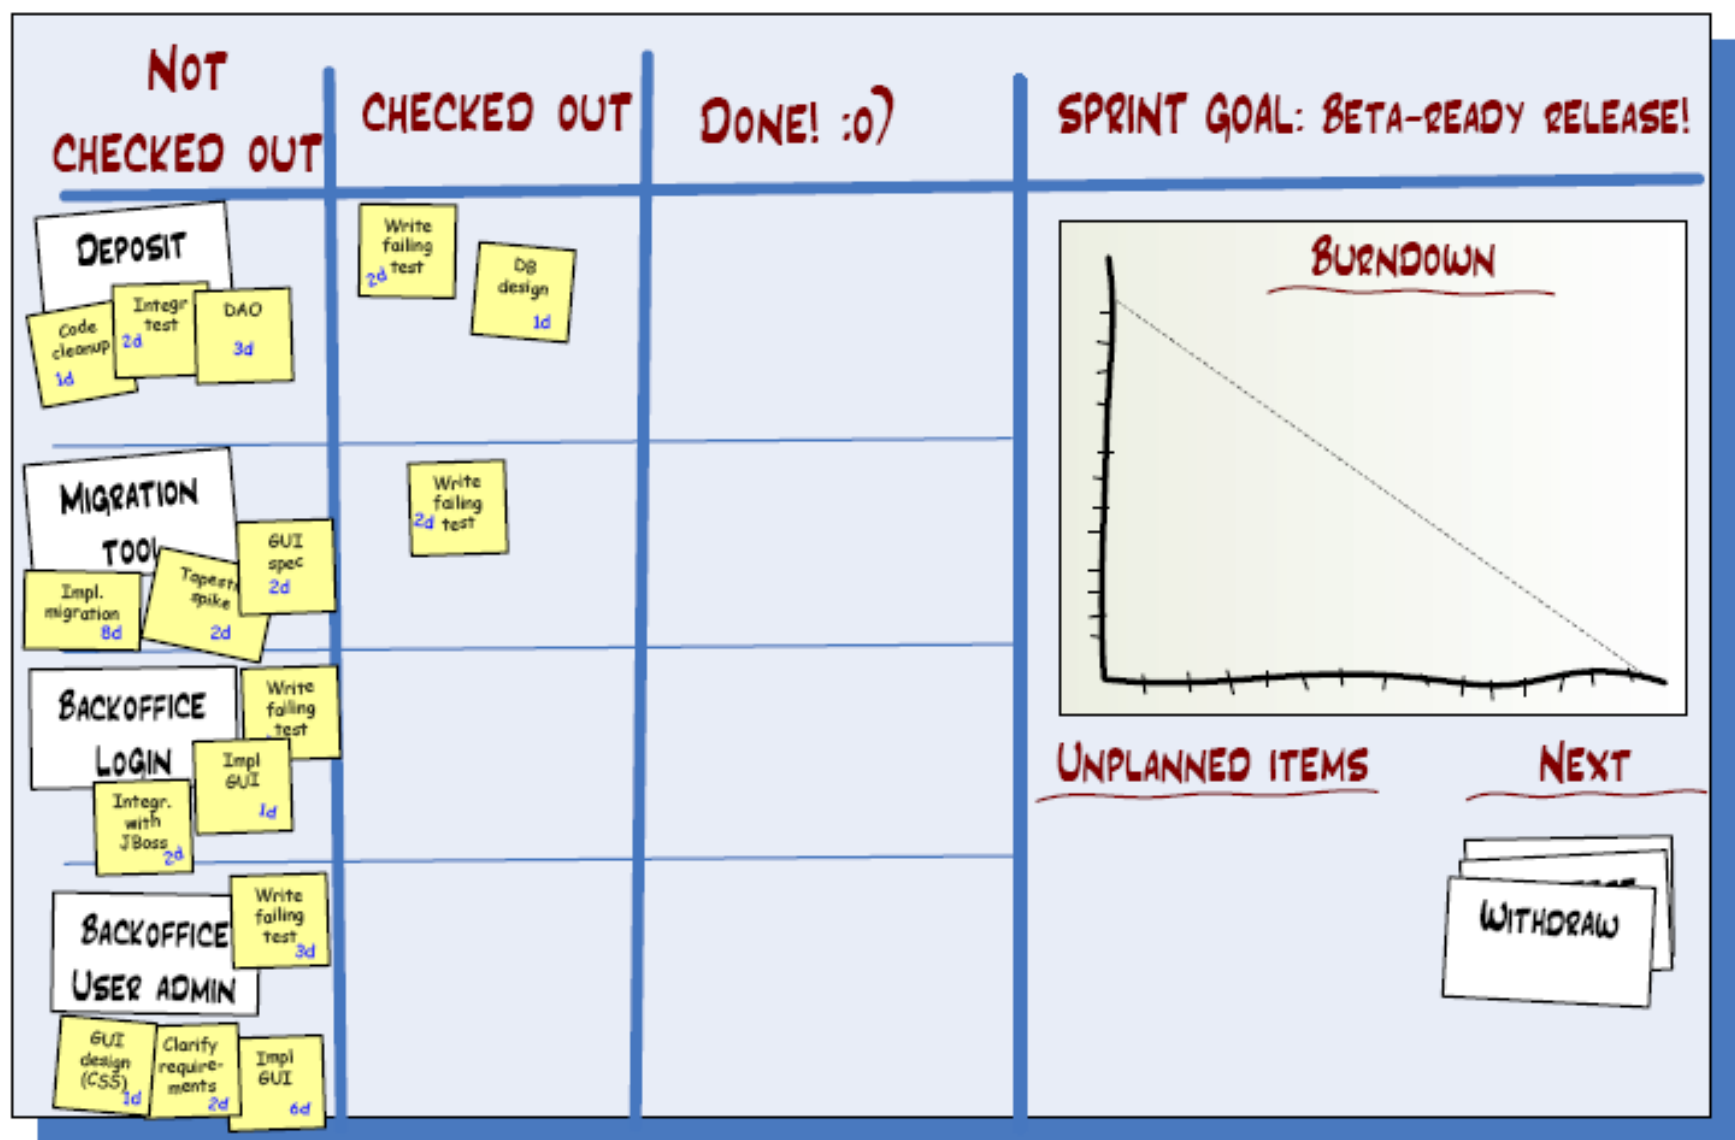 NOT
CHECKED OUT
CHECKED OUT
DONE! :o)
SPRINT GOAL: BETA-READY RELEASE!
DEPOSIT
Code
cleanup
1d
Integr
test
2d
DAO
3d
Write
failing
test
2d
DB
design
1d
MIGRATION
TOOL
Impl.
migration
8d
Tapestr
spike
2d
GUI
spec
2d
Write
failing
test
2d
BACKOFFICE
LOGIN
Write
failing
test
Impl
GUI
1d
Integr.
with
JBoss
2d
BACKOFFICE
USER ADMIN
Write
failing
test
3d
GUI
design
(CSS)
1d
Clarify
require-
ments
2d
Impl
GUI
6d
BURNDOWN
UNPLANNED ITEMS
NEXT
WITHDRAW